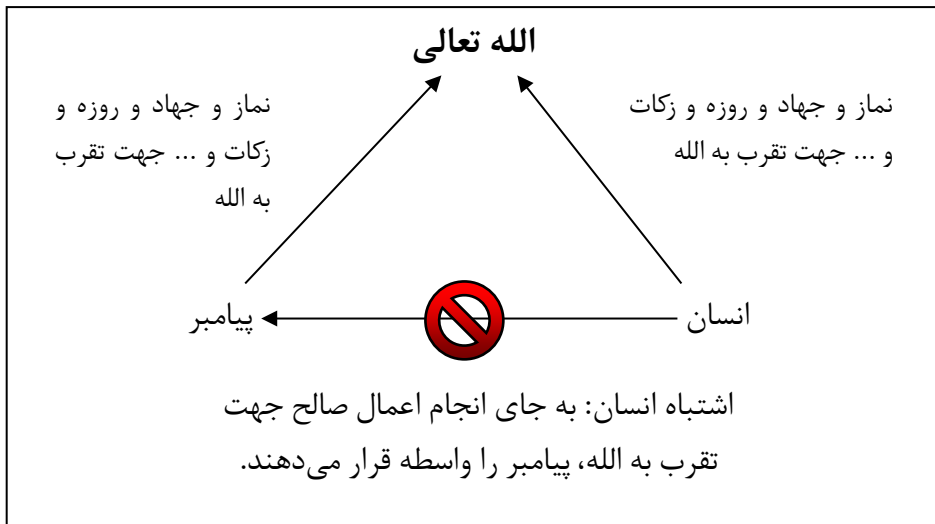 الله تعالی
نماز و جهاد و روزه و زکات
و ... جهت تقرب به الله
نماز و جهاد و روزه و
زکات و ... جهت تقرب
به الله
انسان
پیامبر
اشتباه انسان: به جای انجام اعمال صالح جهت
تقرب به الله، پیامبر را واسطه قرار می‌دهند.